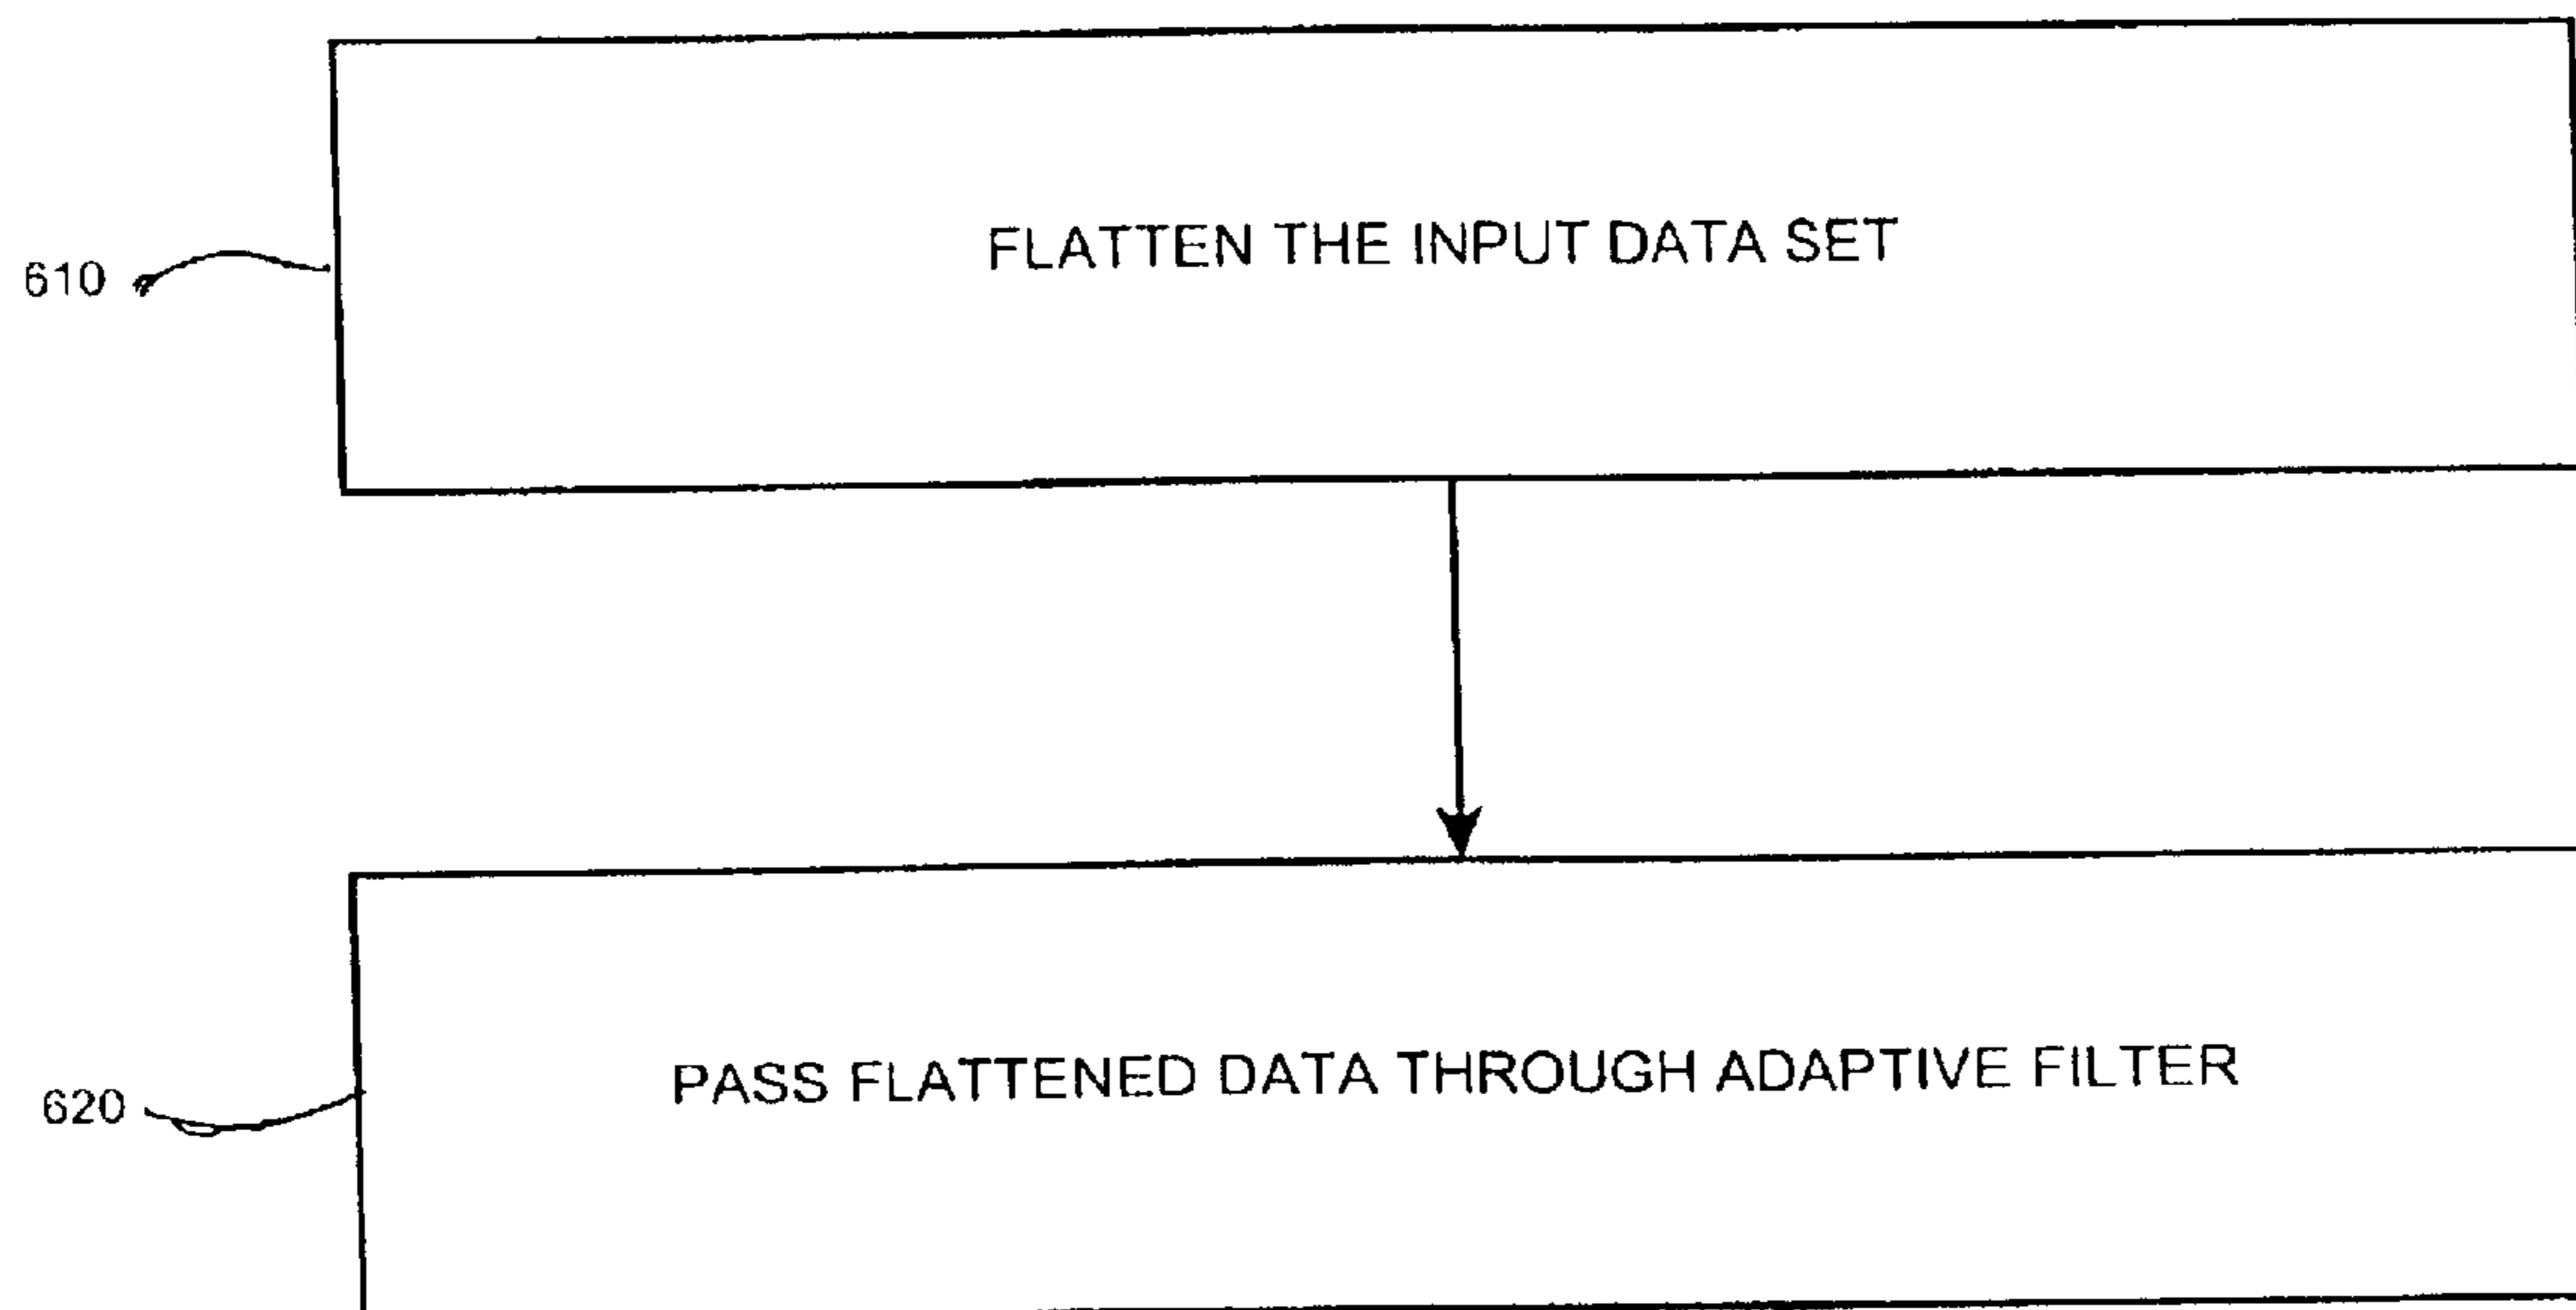 FLATTEN THE INPUT DATA SET
610
PASS FLATTENED DATA THROUGH ADAPTIVE FILTER
620